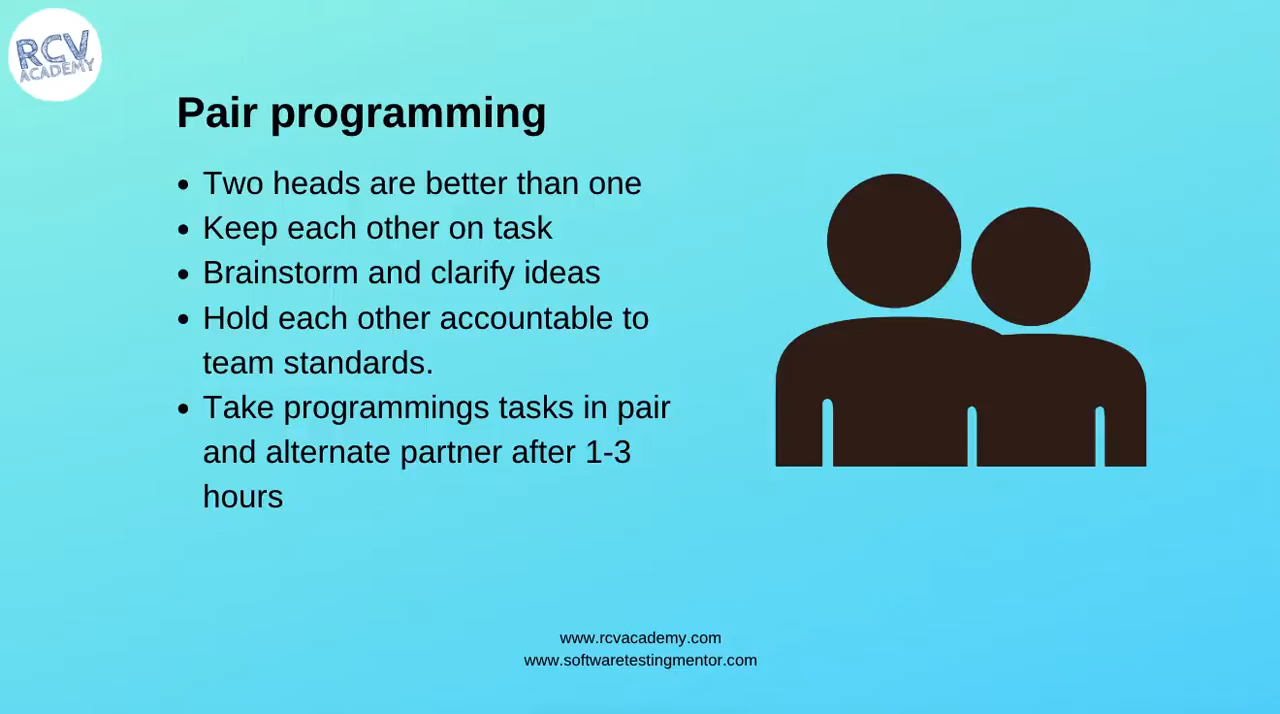 RCV
ACADEMY
Pair programming
• Two heads are better than one
• Keep each other on task
• Brainstorm and clarify ideas
• Hold each other accountable to
team standards.
• Take programmings tasks in pair
and alternate partner after 1-3
hours
www.rcvacademy.com
www.softwaretestingmentor.com